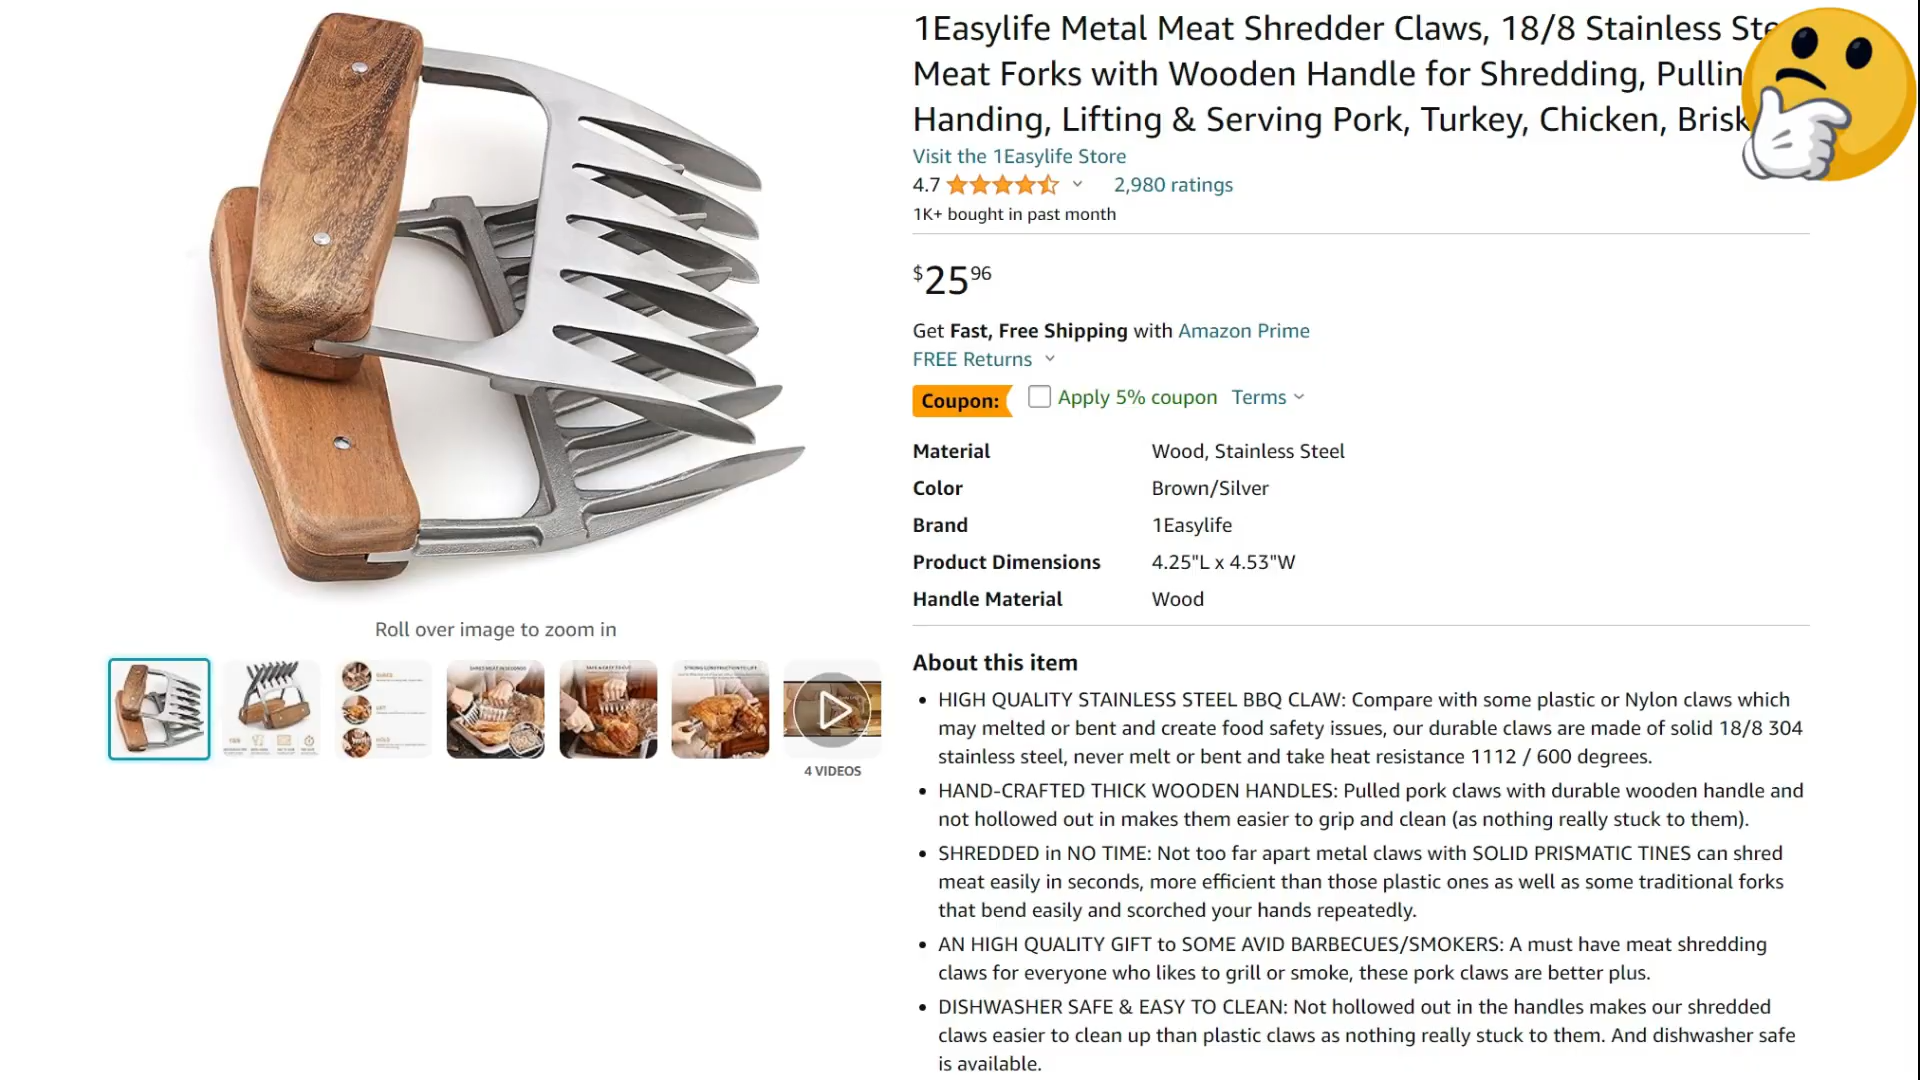 1Easylife Metal Meat Shredder Claws, 18/8 Stainless
Meat Forks with Wooden Handle for Shredding,
Handing, Lifting & Serving Pork, Turkey, Chicken,
Visit the 1Easylife Store
4.7 2,980 ratings
1K+ bought in past month
$25 96
Get Fast, Free Shipping with Amazon Prime
FREE Returns
Coupon: Apply 5% coupon Terms
Material Wood, Stainless Steel
Color Brown/Silver
Brand 1Easylife
Product Dimensions 4.25"L x 4.53"W
Handle Material Wood
Roll over image to zoom in
4 VIDEOS
About this item
HIGH QUALITY STAINLESS STEEL BBQ CLAW: Compare with some plastic or Nylon claws which
may melted or bent and create food safety issues, our durable claws are made of solid 18/8 304
stainless steel, never melt or bent and take heat resistance 1112 / 600 degrees.
HAND-CRAFTED THICK WOODEN HANDLES: Pulled pork claws with durable wooden handle and
not hollowed out in makes them easier to grip and clean (as nothing really stuck to them).
SHREDDED in NO TIME: Not too far apart metal claws with SOLID PRISMATIC TINES can shred
meat easily in seconds, more efficient than those plastic ones as well as some traditional forks
that bend easily and scorched your hands repeatedly.
AN HIGH QUALITY GIFT to SOME AVID BARBECUES/SMOKERS: A must have meat shredding
claws for everyone who likes to grill or smoke, these pork claws are better plus.
DISHWASHER SAFE & EASY TO CLEAN: Not hollowed out in the handles makes our shredded
claws easier to clean up than plastic claws as nothing really stuck to them. And dishwasher safe
is available.